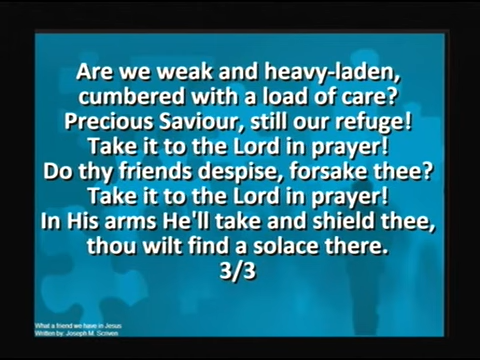 Are we weak and heavy-laden,
cumbered with a load of care?
Precious Saviour, still our refuge!
Take it to the Lord in prayer!
Do thy friends despise, forsake thee?
Take it to the Lord in prayer!
In His arms He'll take and shield thee,
thou wilt find a solace there.
3/3
What a friend we have in Jesus
Written by: Joseph M. Scriven